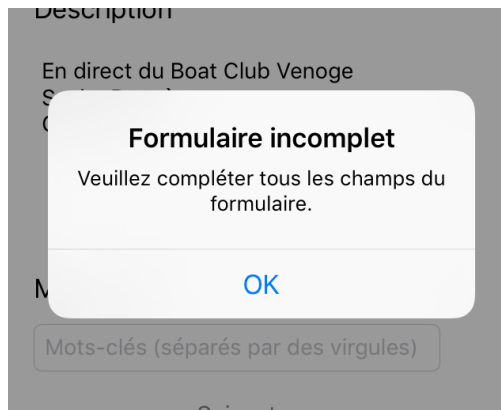 Description
En direct du Boat Club Venoge
Formulaire incomplet
Veuillez compléter tous les champs du
formulaire.
OK
Mots-clés (séparés par des virgules)